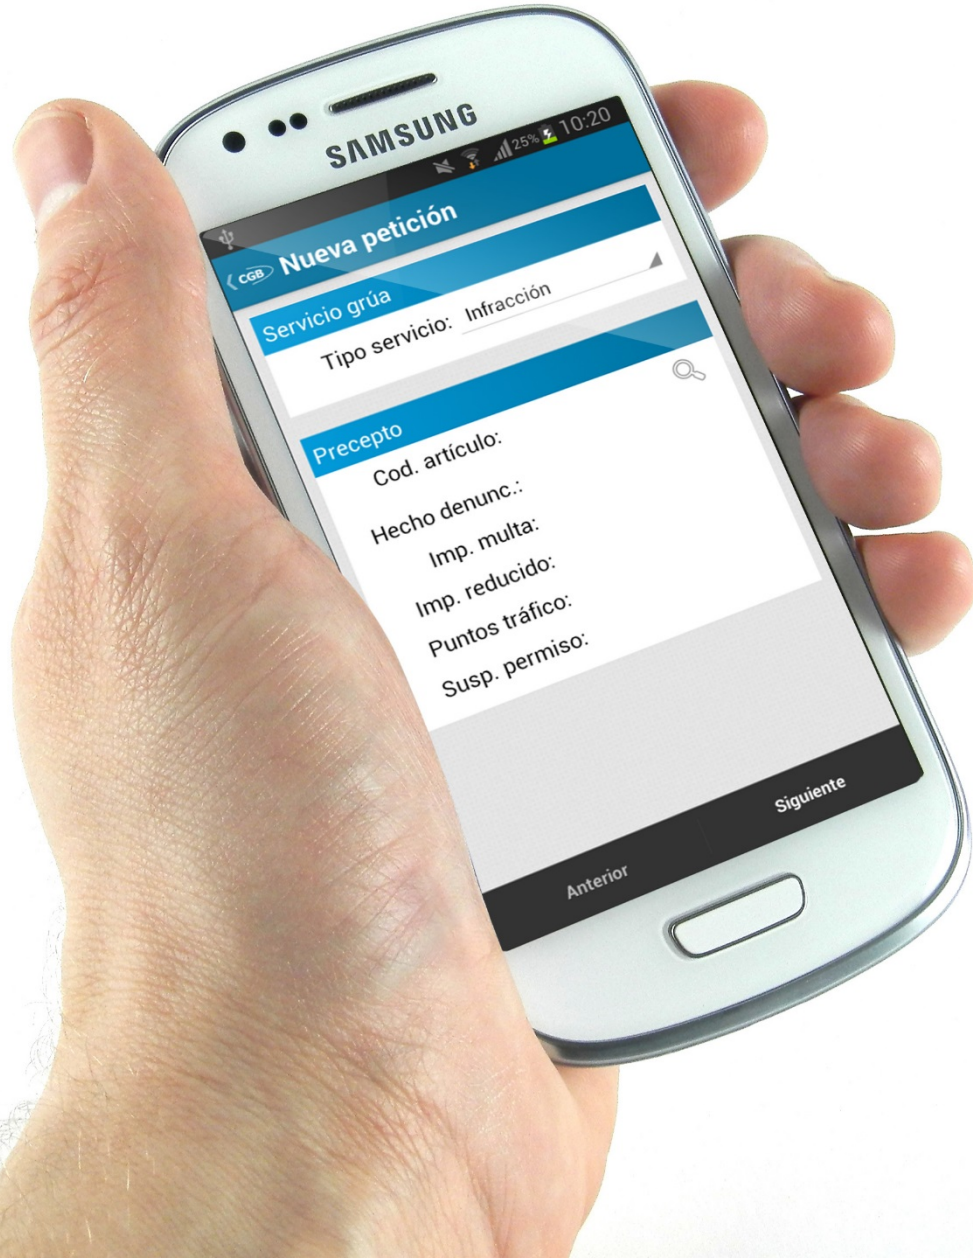 SAMSUNG
25% 10:20
CGB Nueva petición
Servicio grúa
Tipo servicio: Infracción
Precepto
Cod. artículo:
Hecho denunc.:
Imp. multa:
Imp. reducido:
Puntos tráfico:
Susp. permiso:
Anterior Siguiente